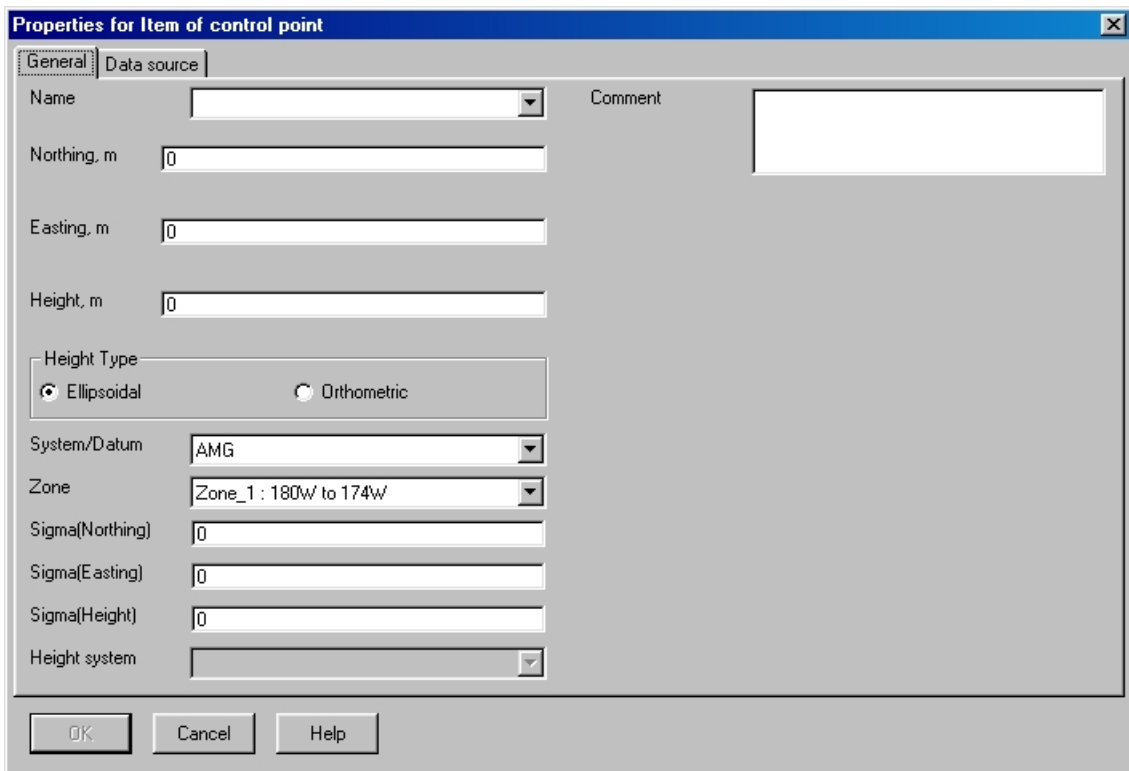 Properties for Item of control point
General Data source
Name
Comment
Northing, m 0
Easting, m 0
Height, m 0
Height Type
Ellipsoidal Orthometric
System/Datum AMG
Zone Zone_1 : 180W to 174W
Sigma(Northing) 0
Sigma(Easting) 0
Sigma(Height) 0
Height system
OK Cancel Help